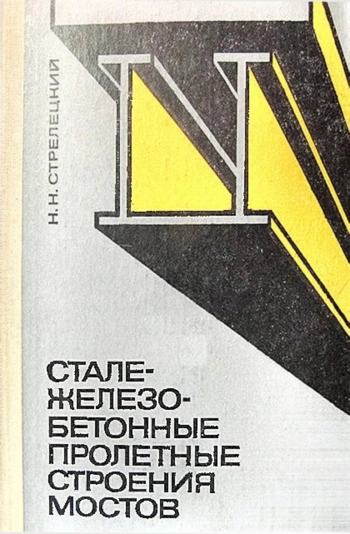 Н.Н.СТРЕЛЕЦКИЙ
СТАЛЕ-
ЖЕЛЕЗО-
БЕТОННЫЕ
ПРОЛЕТНЫЕ
СТРОЕНИЯ
МОСТОВ